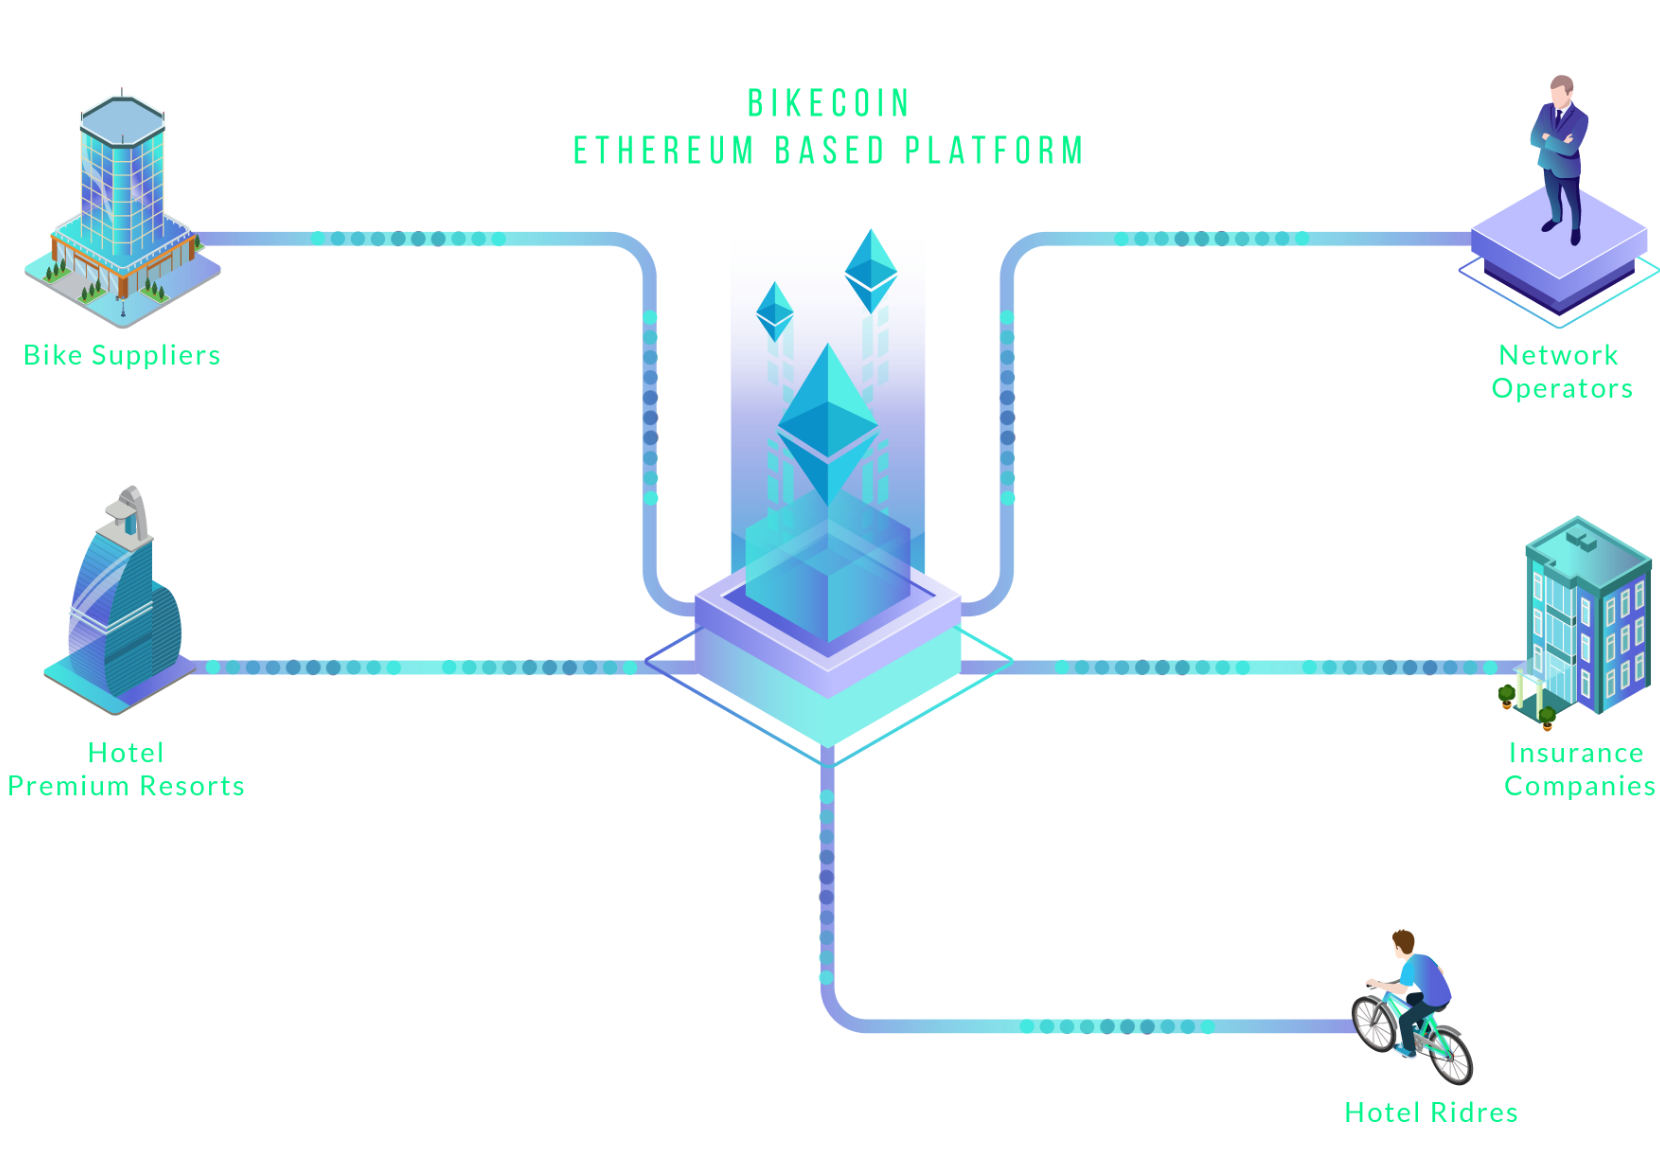 BIKECOIN
ETHEREUM BASED PLATFORM
Bike Suppliers
Network
Operators
Hotel
Premium Resorts
Insurance
Companies
Hotel Ridres